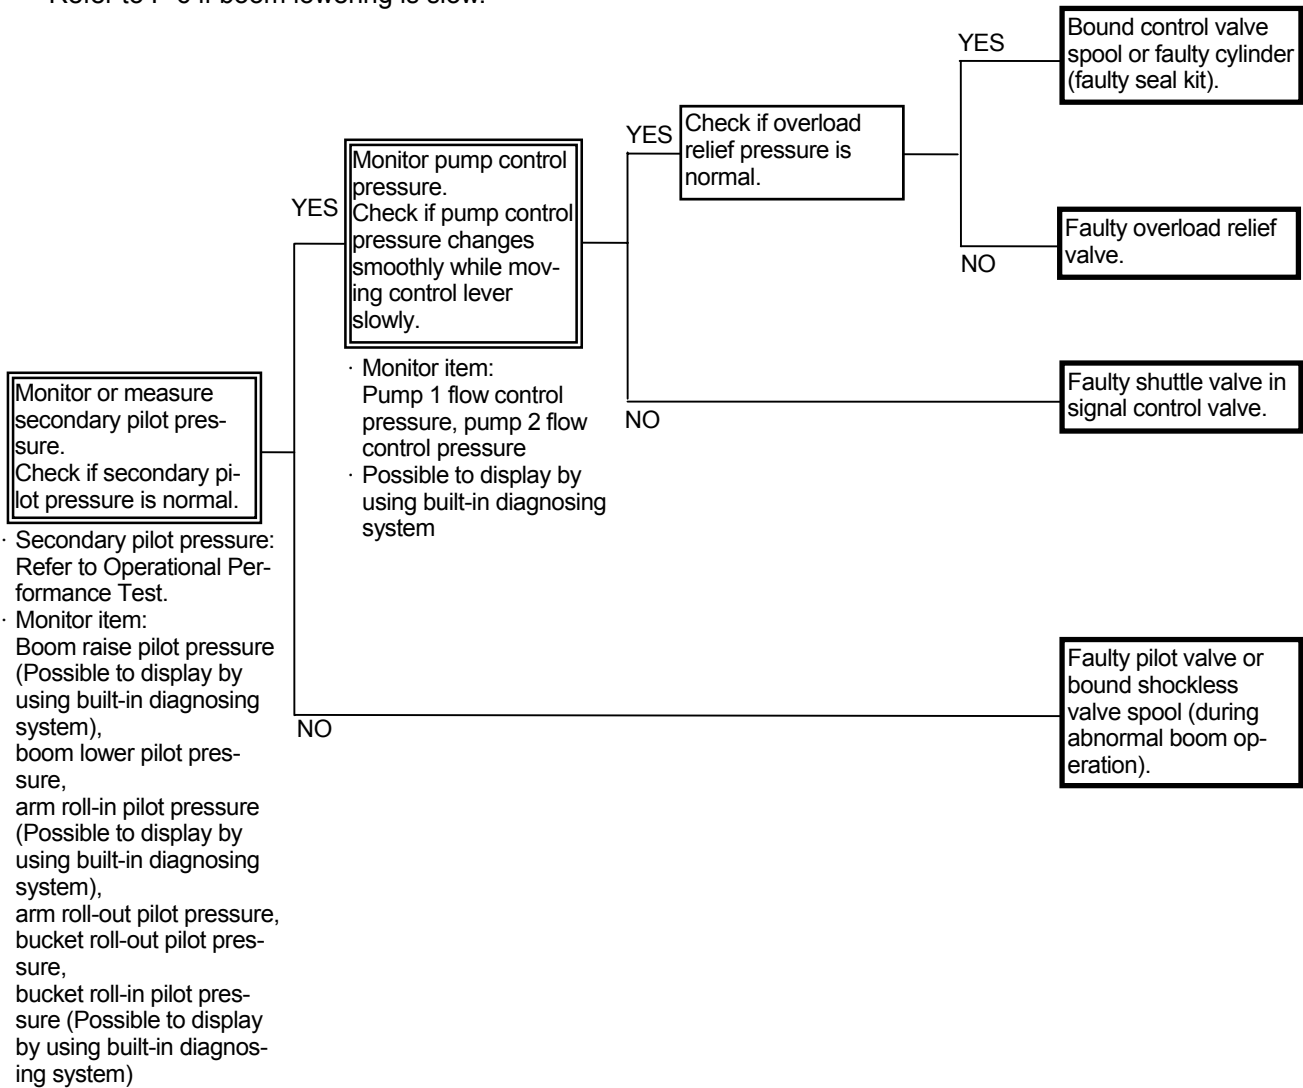 if boom lowering is slow.
YES
Bound control valve
spool or faulty cylinder
(faulty seal kit).
YES
Check if overload
relief pressure is
normal.
NO
Faulty overload relief
valve.
YES
Monitor pump control
pressure.
Check if pump control
pressure changes
smoothly while mov-
ing control lever
slowly.
· Monitor item:
Pump 1 flow control
pressure, pump 2 flow
control pressure
· Possible to display by
using built-in diagnosing
system
NO
Faulty shuttle valve in
signal control valve.
Monitor or measure
secondary pilot pres-
sure.
Check if secondary pi-
lot pressure is normal.
· Secondary pilot pressure:
Refer to Operational Per-
formance Test.
· Monitor item:
Boom raise pilot pressure
(Possible to display by
using built-in diagnosing
system),
boom lower pilot pres-
sure,
arm roll-in pilot pressure
(Possible to display by
using built-in diagnosing
system),
arm roll-out pilot pressure,
bucket roll-out pilot pres-
sure,
bucket roll-in pilot pres-
sure (Possible to display
by using built-in diagnos-
ing system)
NO
Faulty pilot valve or
bound shockless
valve spool (during
abnormal boom op-
eration).